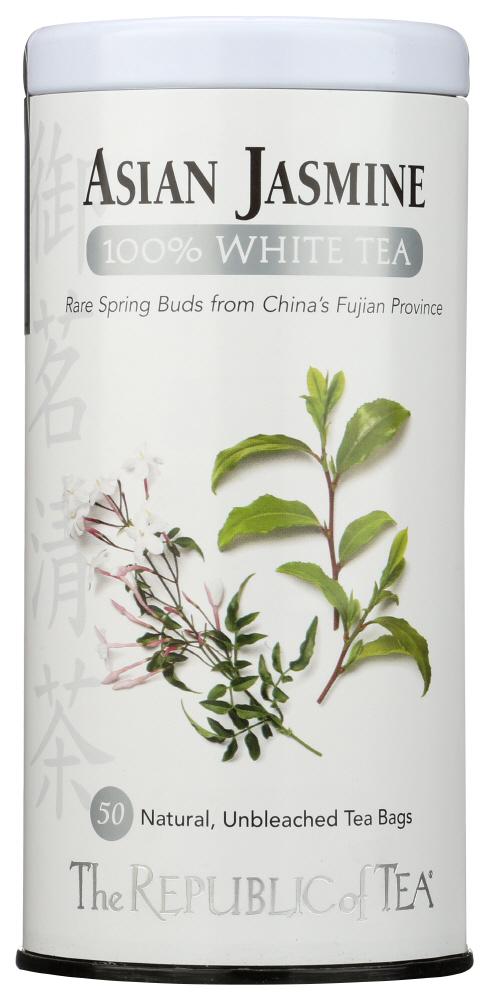 ASIAN JASMINE
100% WHITE TEA
Rare Spring Buds from China's Fujian Province
御茗清茶
50 Natural, Unbleached Tea Bags
The REPUBLIC of TEA®